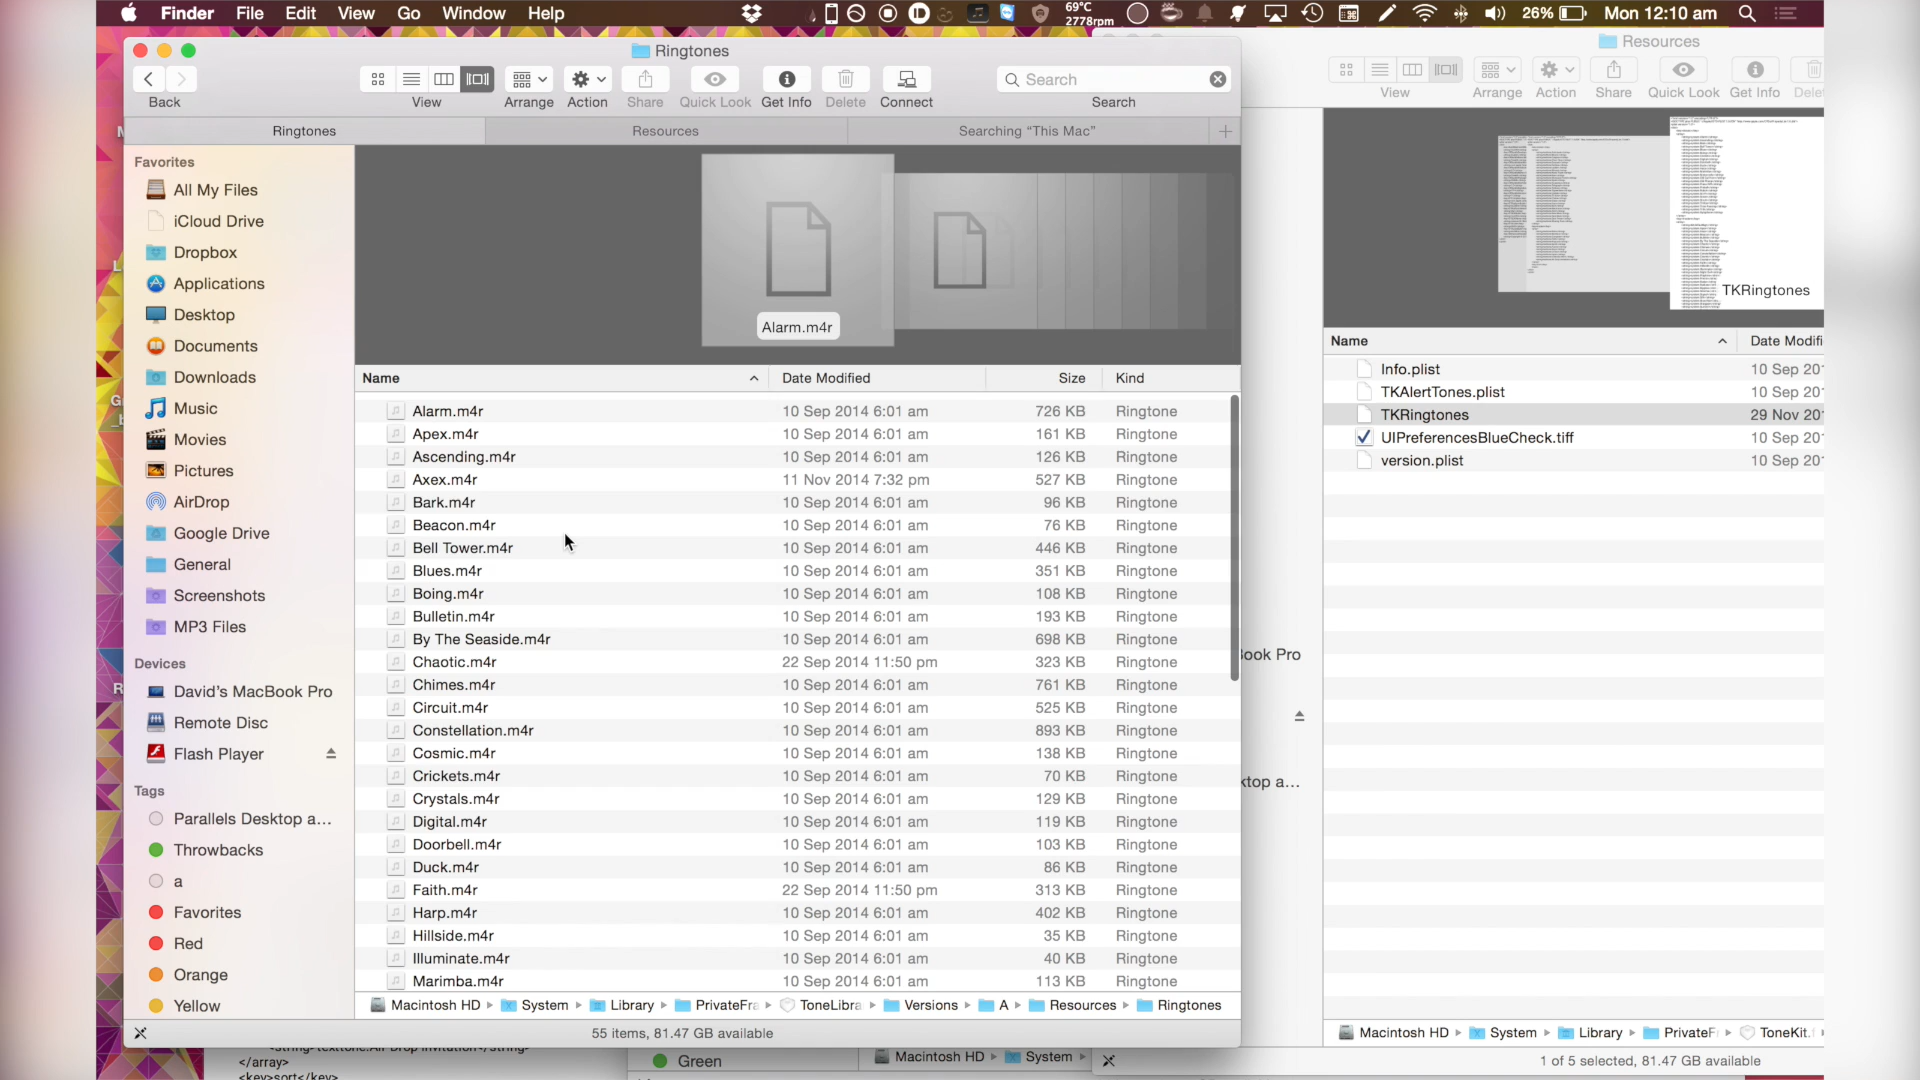 Finder File Edit View Go Window Help
69°C
2778rpm
26% Mon 12:10 am
Ringtones
Back
View
Arrange
Action
Share
Quick Look
Get Info
Delete
Connect
Search
Search
Ringtones
Resources
Searching “This Mac”
Favorites
All My Files
iCloud Drive
Dropbox
Applications
Desktop
Documents
Downloads
Music
Movies
Pictures
AirDrop
Google Drive
General
Screenshots
MP3 Files
Devices
David’s MacBook Pro
Remote Disc
Flash Player
Tags
Parallels Desktop a…
Throwbacks
a
Favorites
Red
Orange
Yellow
Alarm.m4r
Name Date Modified Size Kind
Alarm.m4r 10 Sep 2014 6:01 am 726 KB Ringtone
Apex.m4r 10 Sep 2014 6:01 am 161 KB Ringtone
Ascending.m4r 10 Sep 2014 6:01 am 126 KB Ringtone
Axex.m4r 11 Nov 2014 7:32 pm 527 KB Ringtone
Bark.m4r 10 Sep 2014 6:01 am 96 KB Ringtone
Beacon.m4r 10 Sep 2014 6:01 am 76 KB Ringtone
Bell Tower.m4r 10 Sep 2014 6:01 am 446 KB Ringtone
Blues.m4r 10 Sep 2014 6:01 am 351 KB Ringtone
Boing.m4r 10 Sep 2014 6:01 am 108 KB Ringtone
Bulletin.m4r 10 Sep 2014 6:01 am 193 KB Ringtone
By The Seaside.m4r 10 Sep 2014 6:01 am 698 KB Ringtone
Chaotic.m4r 22 Sep 2014 11:50 pm 323 KB Ringtone
Chimes.m4r 10 Sep 2014 6:01 am 761 KB Ringtone
Circuit.m4r 10 Sep 2014 6:01 am 525 KB Ringtone
Constellation.m4r 10 Sep 2014 6:01 am 893 KB Ringtone
Cosmic.m4r 10 Sep 2014 6:01 am 138 KB Ringtone
Crickets.m4r 10 Sep 2014 6:01 am 70 KB Ringtone
Crystals.m4r 10 Sep 2014 6:01 am 129 KB Ringtone
Digital.m4r 10 Sep 2014 6:01 am 119 KB Ringtone
Doorbell.m4r 10 Sep 2014 6:01 am 103 KB Ringtone
Duck.m4r 10 Sep 2014 6:01 am 86 KB Ringtone
Faith.m4r 22 Sep 2014 11:50 pm 313 KB Ringtone
Harp.m4r 10 Sep 2014 6:01 am 402 KB Ringtone
Hillside.m4r 10 Sep 2014 6:01 am 35 KB Ringtone
Illuminate.m4r 10 Sep 2014 6:01 am 40 KB Ringtone
Marimba.m4r 10 Sep 2014 6:01 am 113 KB Ringtone
Macintosh HD System Library PrivateFra ToneLibra Versions A Resources Ringtones
55 items, 81.47 GB available
</array>
<key>sort</key>
Green
Macintosh HD System
Resources
View
Arrange
Action
Share
Quick Look
Get Info
Dele
TKRingtones
Name Date Modifi
Info.plist 10 Sep 20
TKAlertTones.plist 10 Sep 20
TKRingtones 29 Nov 20
UIPreferencesBlueCheck.tiff 10 Sep 20
version.plist 10 Sep 20
ook Pro
ktop a…
Macintosh HD System Library PrivateF ToneKit.
1 of 5 selected, 81.47 GB available